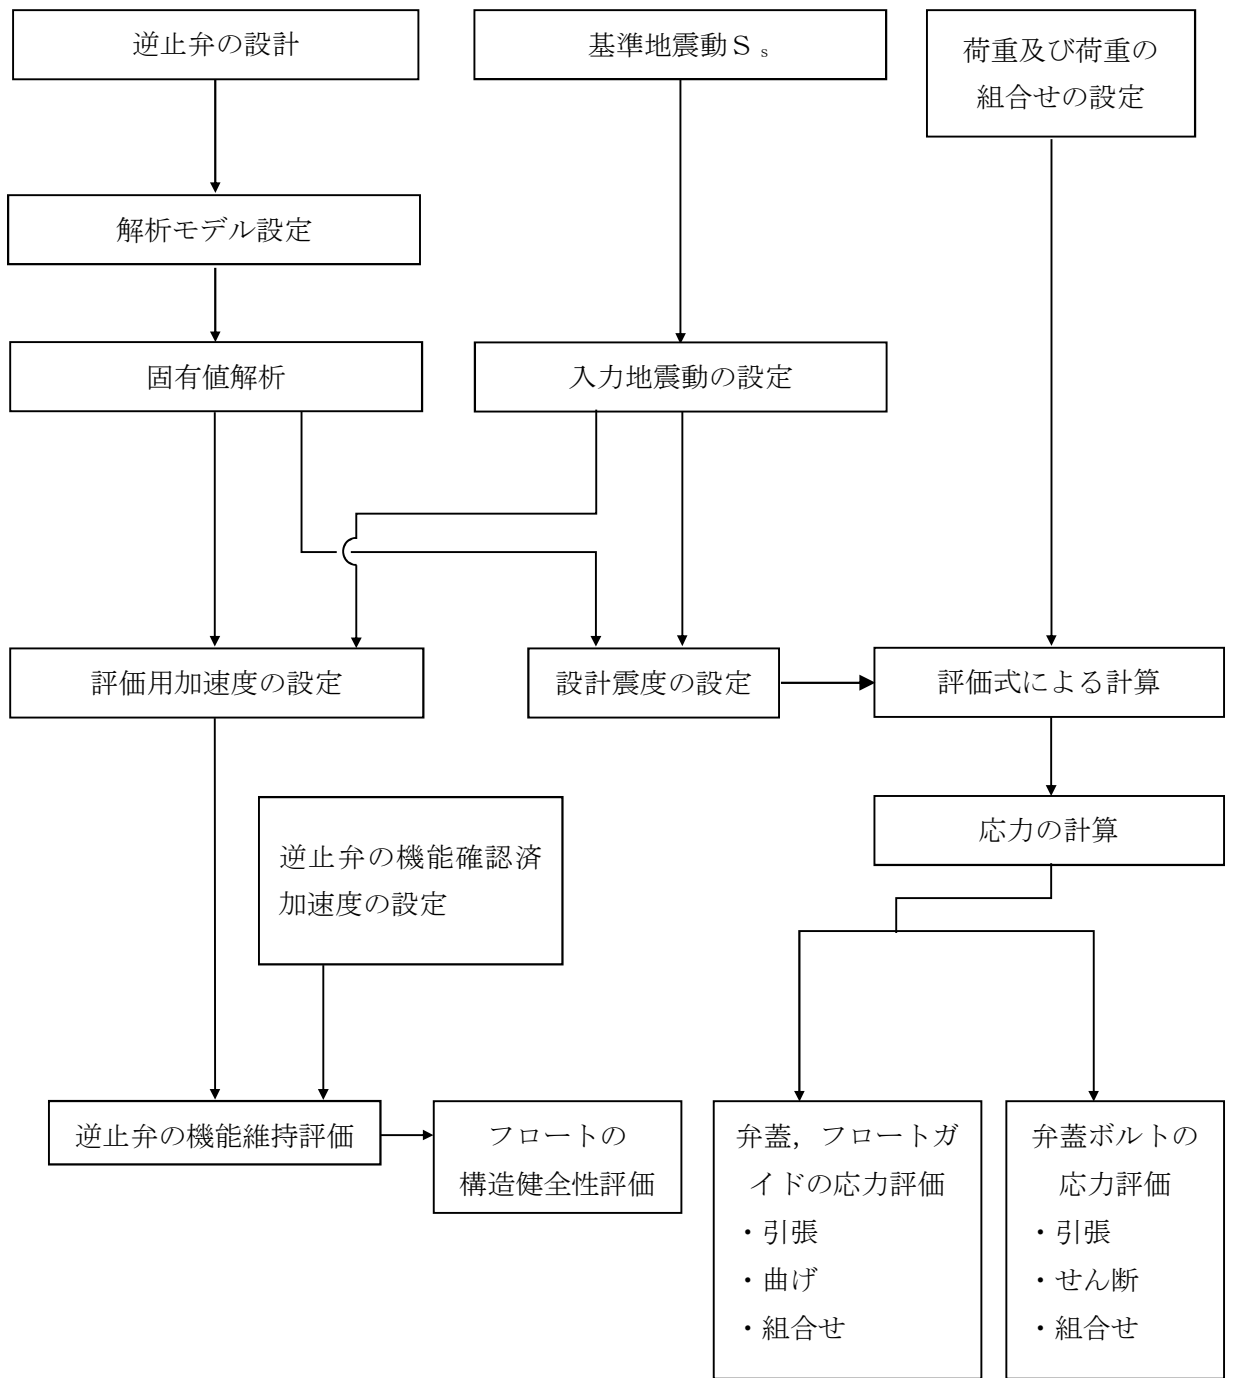 逆止弁の設計
基準地震動Ｓｓ
荷重及び荷重の
組合せの設定
解析モデル設定
固有値解析
入力地震動の設定
評価用加速度の設定
設計震度の設定
評価式による計算
逆止弁の機能確認済
加速度の設定
応力の計算
逆止弁の機能維持評価
フロートの
構造健全性評価
弁蓋，フロートガ
イドの応力評価
・引張
・曲げ
・組合せ
弁蓋ボルトの
応力評価
・引張
・せん断
・組合せ